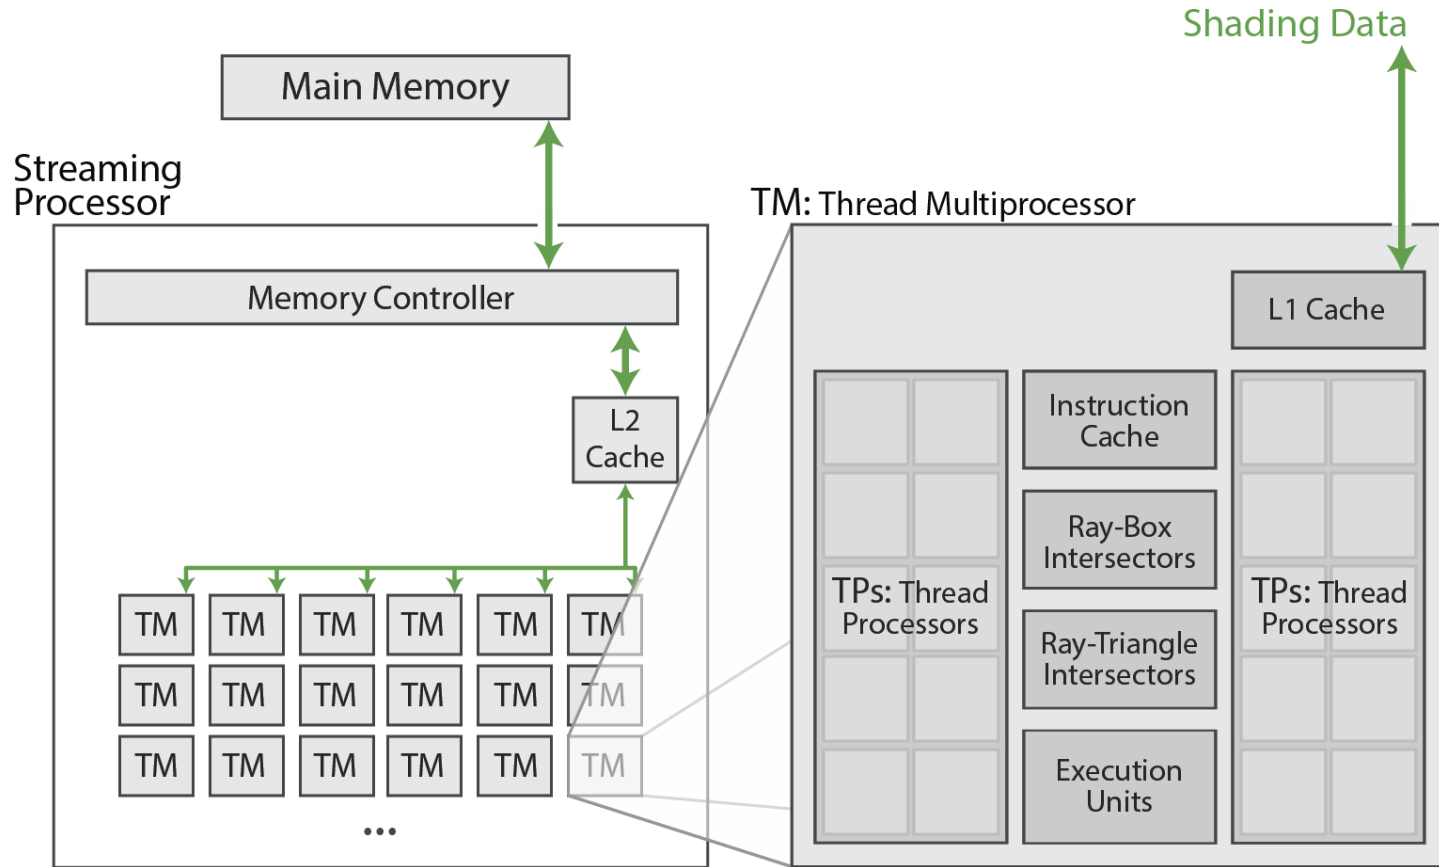 Shading Data
Main Memory
Streaming
Processor
TM: Thread Multiprocessor
Memory Controller
L1 Cache
L2
Cache
Instruction
Cache
Ray-Box
Intersectors
TPs: Thread
Processors
TPs: Thread
Processors
Ray-Triangle
Intersectors
Execution
Units
TM TM TM TM TM TM
TM TM TM TM TM TM
TM TM TM TM TM TM
...